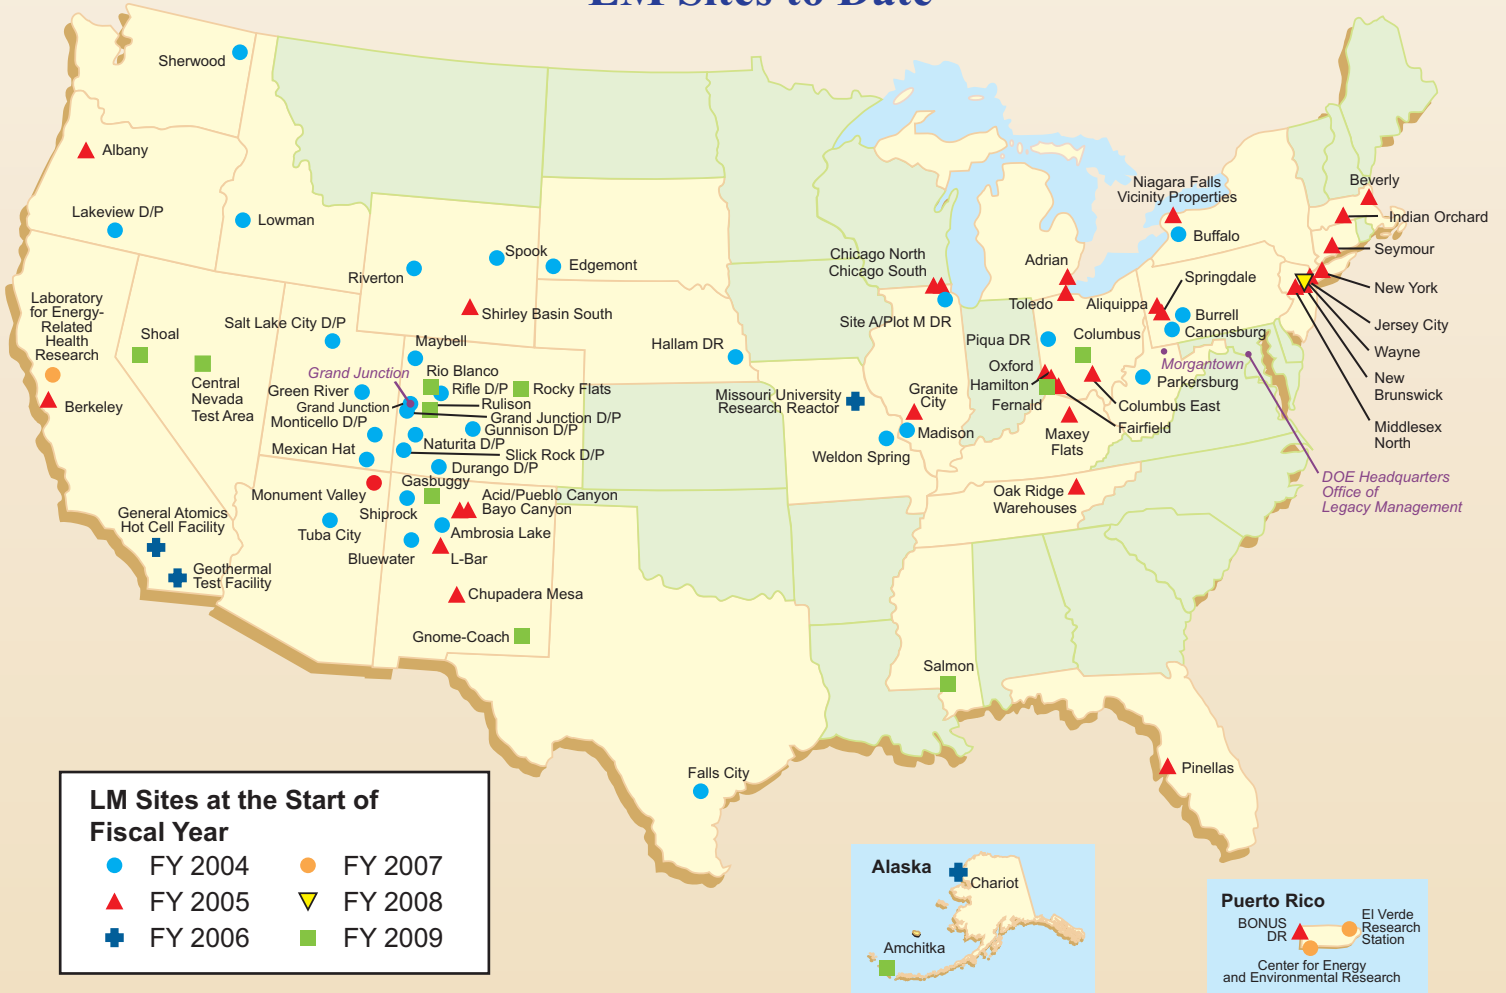 LM Sites to Date
Sherwood
Albany
Lakeview D/P
Lowman
Riverton
Spook
Edgemont
Shirley Basin South
Laboratory
for Energy-
Related
Health
Research
Berkeley
Shoal
Central
Nevada
Test Area
Salt Lake City D/P
Maybell
Rio Blanco
Grand Junction
Green River
Rifle D/P
Rocky Flats
Rulison
Grand Junction
Grand Junction D/P
Monticello D/P
Gunnison D/P
Naturita D/P
Mexican Hat
Slick Rock D/P
Durango D/P
Gasbuggy
Monument Valley
Acid/Pueblo Canyon
Bayo Canyon
Shiprock
Tuba City
Ambrosia Lake
Bluewater
L-Bar
General Atomics
Hot Cell Facility
Geothermal
Test Facility
Chupadera Mesa
Gnome-Coach
Hallam DR
Missouri University
Research Reactor
Granite
City
Madison
Weldon Spring
Chicago North
Chicago South
Site A/Plot M DR
Adrian
Toledo
Piqua DR
Columbus
Oxford
Hamilton
Fernald
Columbus East
Fairfield
Maxey
Flats
Oak Ridge
Warehouses
Niagara Falls
Vicinity Properties
Buffalo
Springdale
Aliquippa
Burrell
Canonsburg
Morgantown
Parkersburg
Beverly
Indian Orchard
Seymour
New York
Jersey City
Wayne
New
Brunswick
Middlesex
North
DOE Headquarters
Office of
Legacy Management
Salmon
Pinellas
Falls City
LM Sites at the Start of
Fiscal Year
FY 2004
FY 2007
FY 2005
FY 2008
FY 2006
FY 2009
Alaska
Chariot
Amchitka
Puerto Rico
BONUS
DR
El Verde
Research
Station
Center for Energy
and Environmental Research